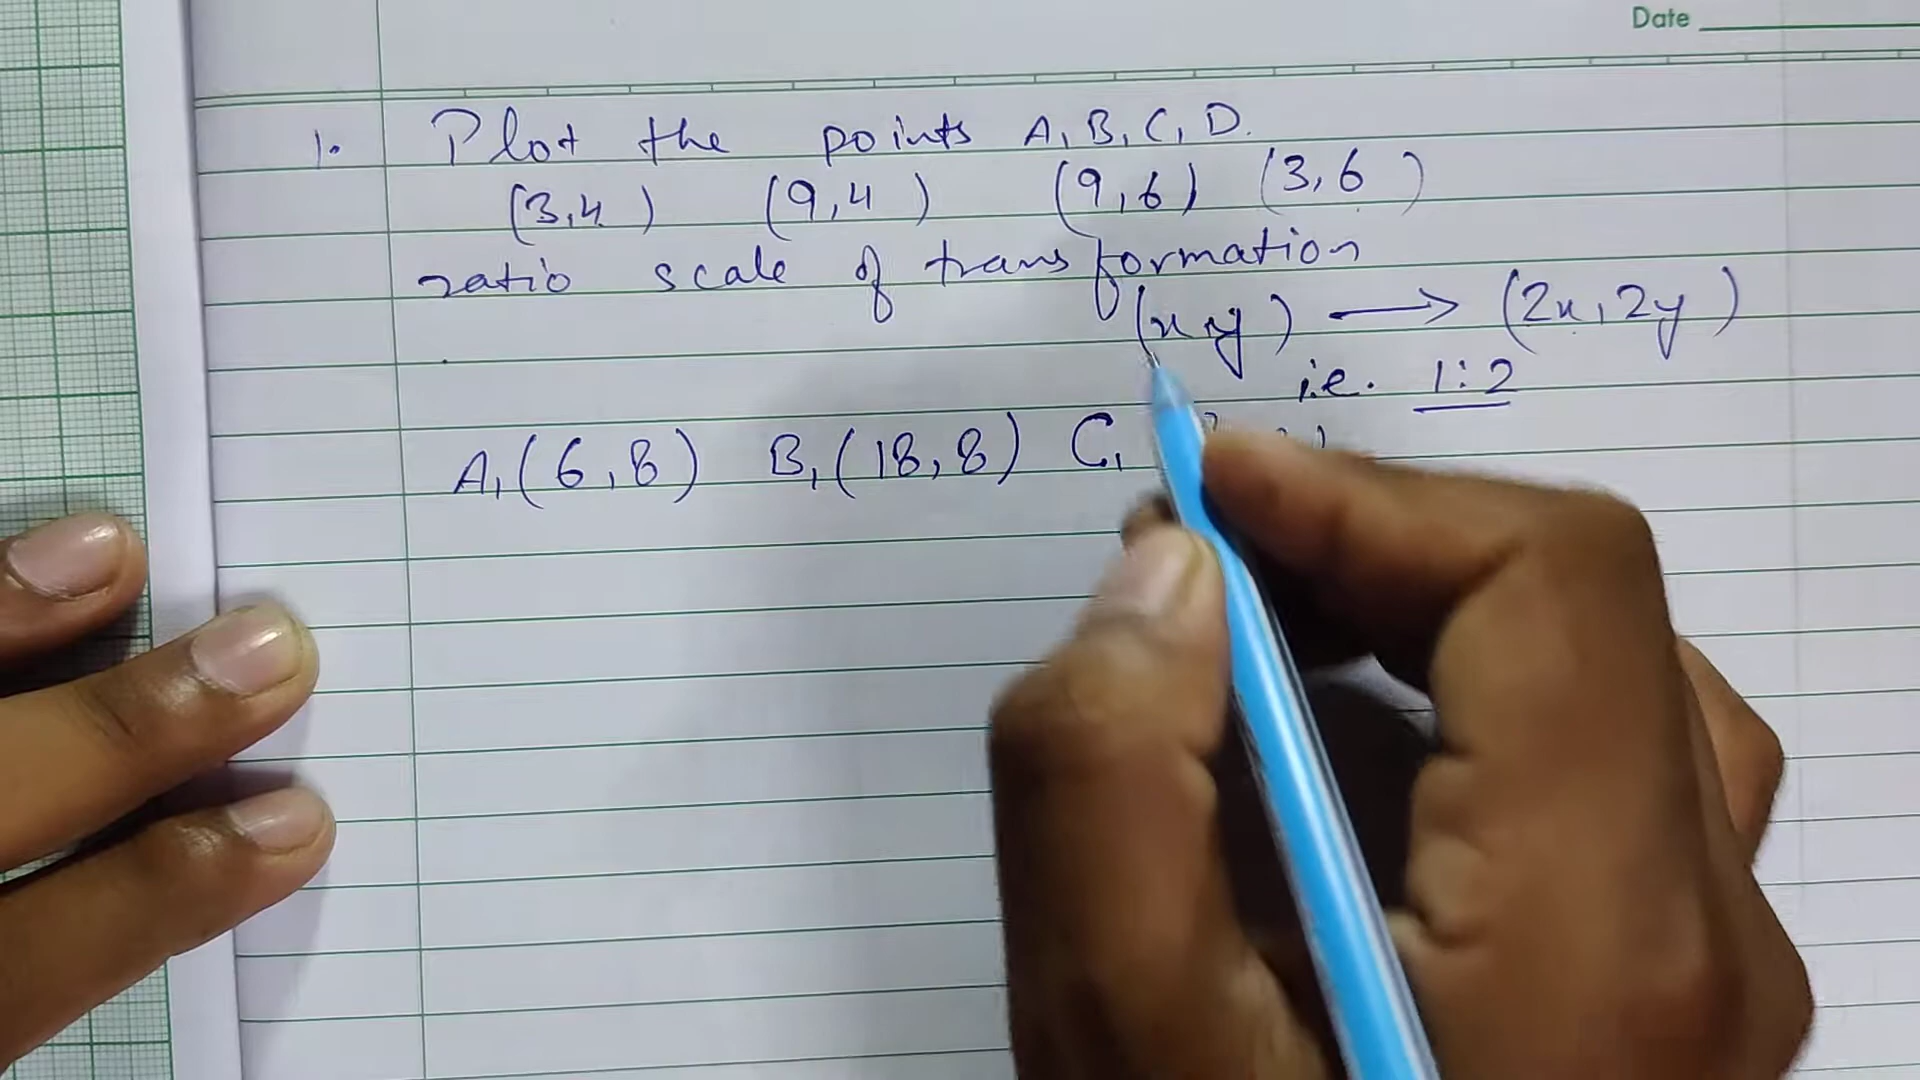 Date
1. Plot the points A, B, C, D.
(3,4) (9,4) (9,6) (3,6)
ratio scale of transformation
(x,y) → (2x, 2y)
i.e. 1:2
A₁(6,8) B₁(18,8) C₁